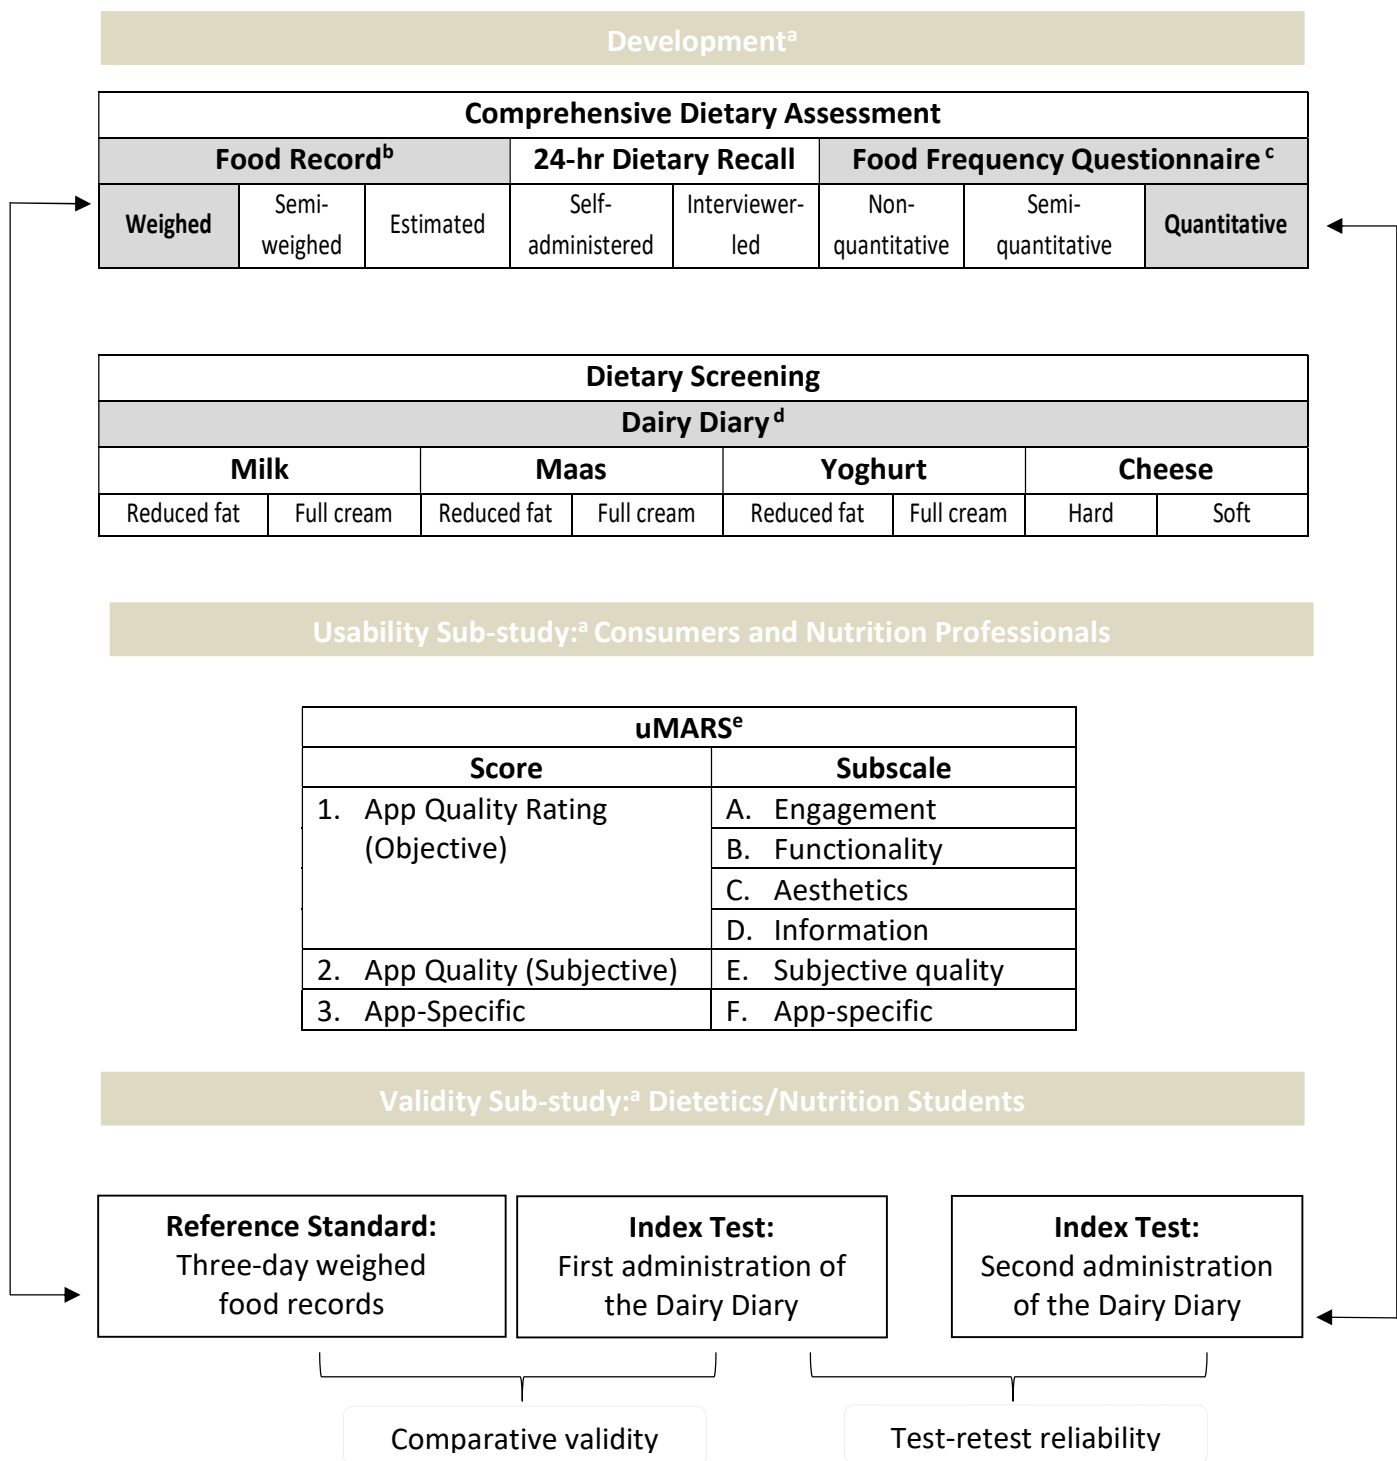 Developmentᵃ
Comprehensive Dietary Assessment
Food Recordᵇ 24-hr Dietary Recall Food Frequency Questionnaire ᶜ
Weighed Semi-weighed Estimated Self-administered Interviewer-led Non-quantitative Semi-quantitative Quantitative
Dietary Screening
Dairy Diary ᵈ
Milk Maas Yoghurt Cheese
Reduced fat Full cream Reduced fat Full cream Reduced fat Full cream Hard Soft
Usability Sub-study:ᵃ Consumers and Nutrition Professionals
uMARSᵉ
Score Subscale
1. App Quality Rating A. Engagement
(Objective) B. Functionality
C. Aesthetics
D. Information
2. App Quality (Subjective) E. Subjective quality
3. App-Specific F. App-specific
Validity Sub-study:ᵃ Dietetics/Nutrition Students
Reference Standard:
Three-day weighed
food records
Index Test:
First administration of
the Dairy Diary
Index Test:
Second administration
of the Dairy Diary
Comparative validity
Test-retest reliability